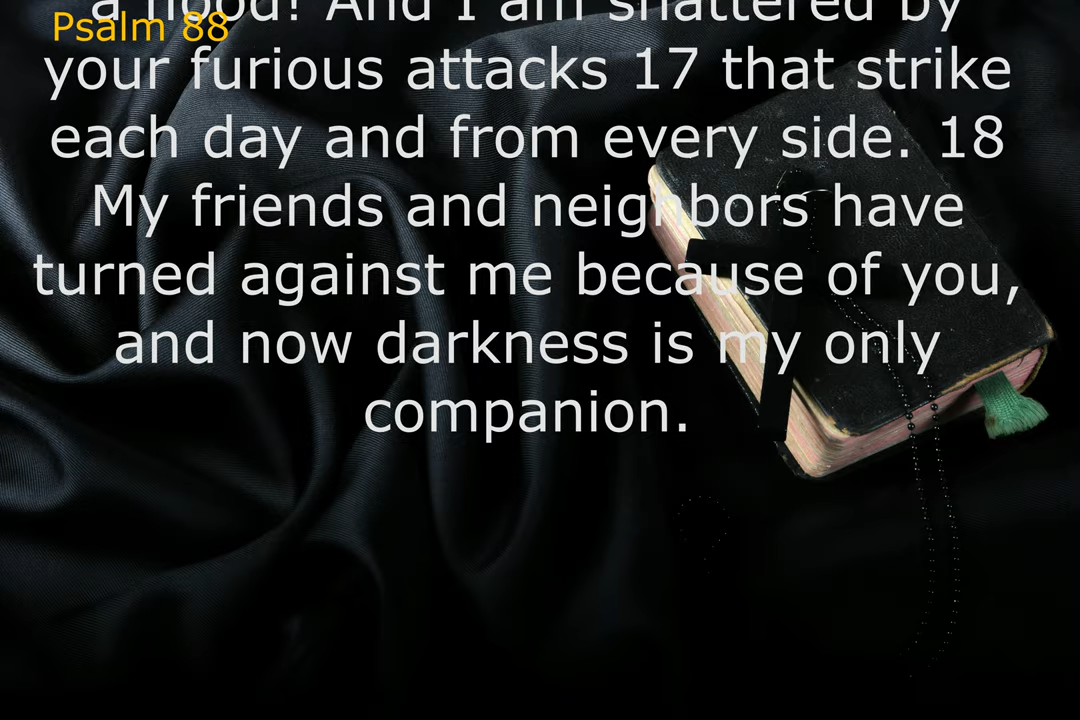 a flood! And I am shattered by
Psalm 88
your furious attacks 17 that strike
each day and from every side. 18
My friends and neighbors have
turned against me because of you,
and now darkness is my only
companion.